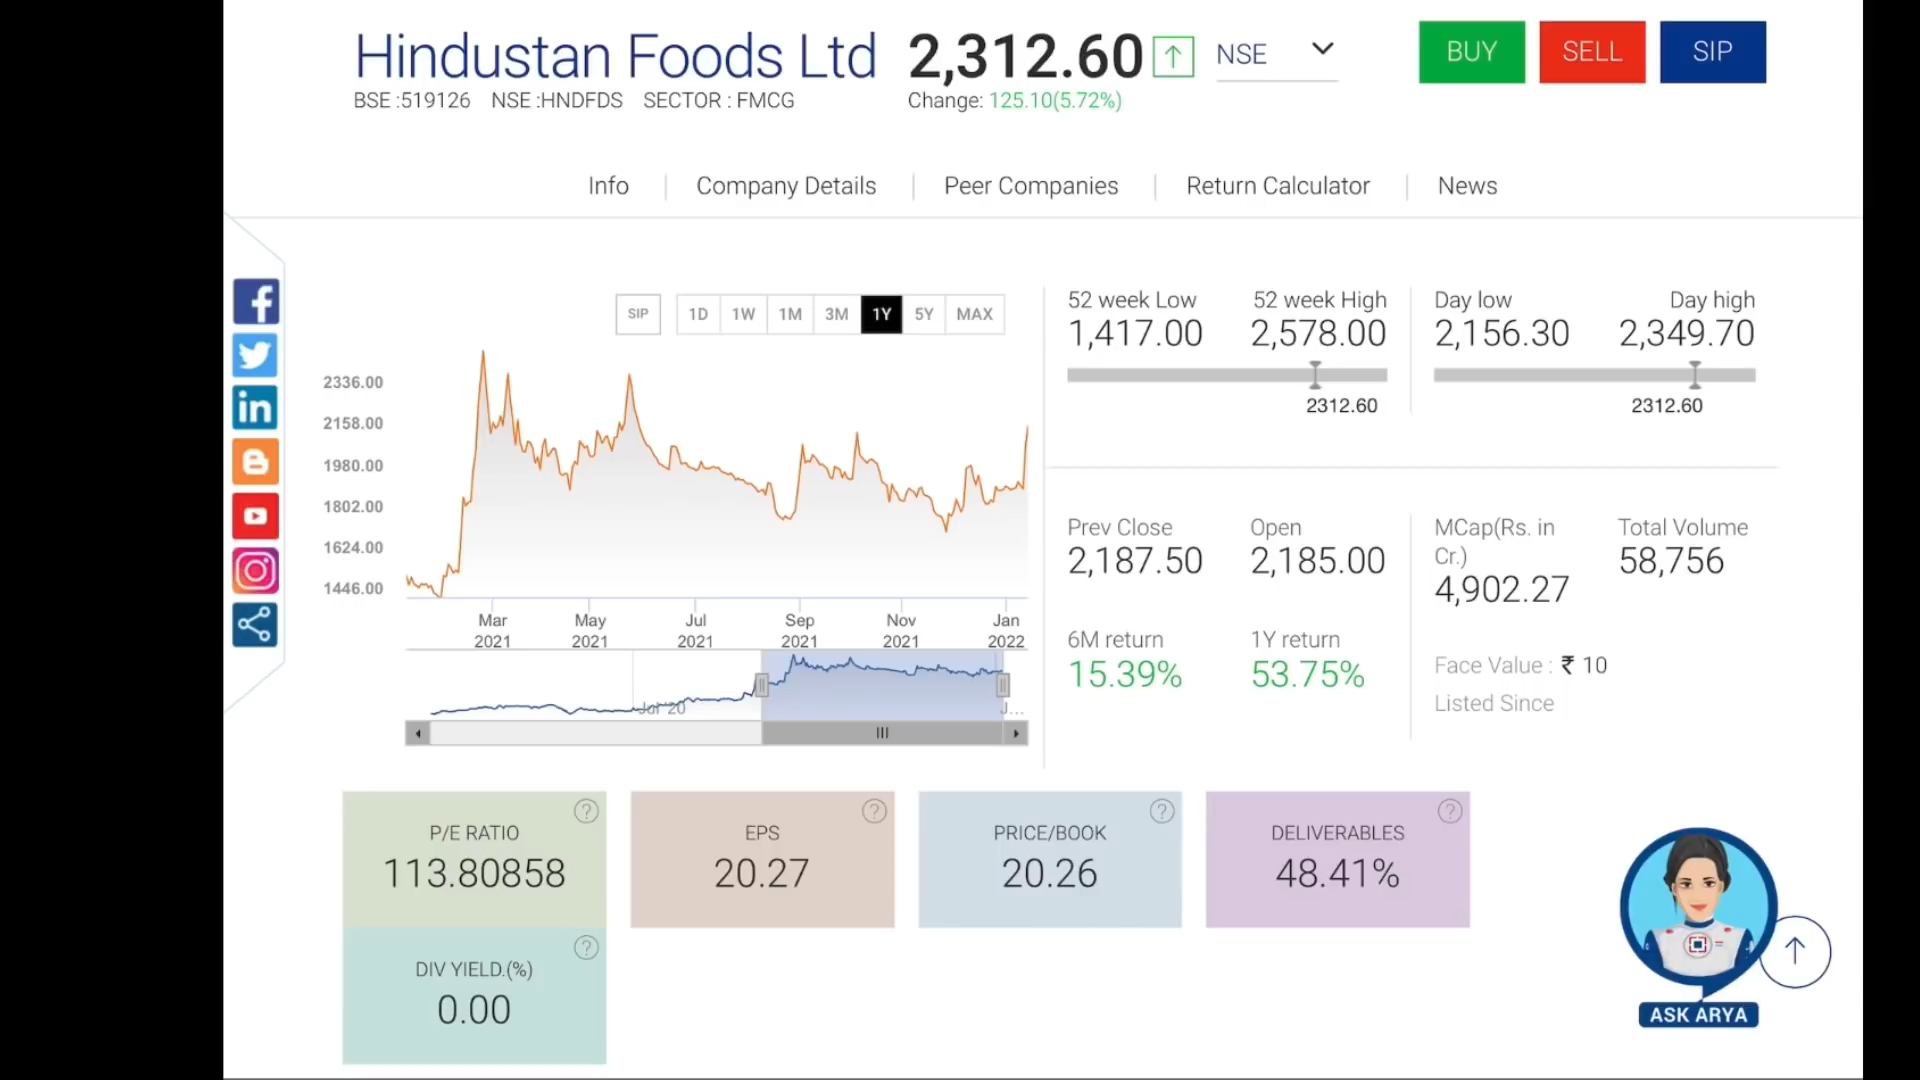 Hindustan Foods Ltd
2,312.60
NSE
BUY
SELL
SIP
BSE :519126 NSE :HNDFDS SECTOR : FMCG
Change: 125.10(5.72%)
Info
Company Details
Peer Companies
Return Calculator
News
SIP
1D
1W
1M
3M
1Y
5Y
MAX
2336.00
2158.00
1980.00
1802.00
1624.00
1446.00
Mar
2021
May
2021
Jul
2021
Sep
2021
Nov
2021
Jan
2022
Jul '20
J...
52 week Low
1,417.00
52 week High
2,578.00
2312.60
Day low
2,156.30
Day high
2,349.70
2312.60
Prev Close
2,187.50
Open
2,185.00
MCap(Rs. in
Cr.)
4,902.27
Total Volume
58,756
6M return
15.39%
1Y return
53.75%
Face Value : ₹ 10
Listed Since
P/E RATIO
113.80858
EPS
20.27
PRICE/BOOK
20.26
DELIVERABLES
48.41%
DIV YIELD.(%)
0.00
ASK ARYA